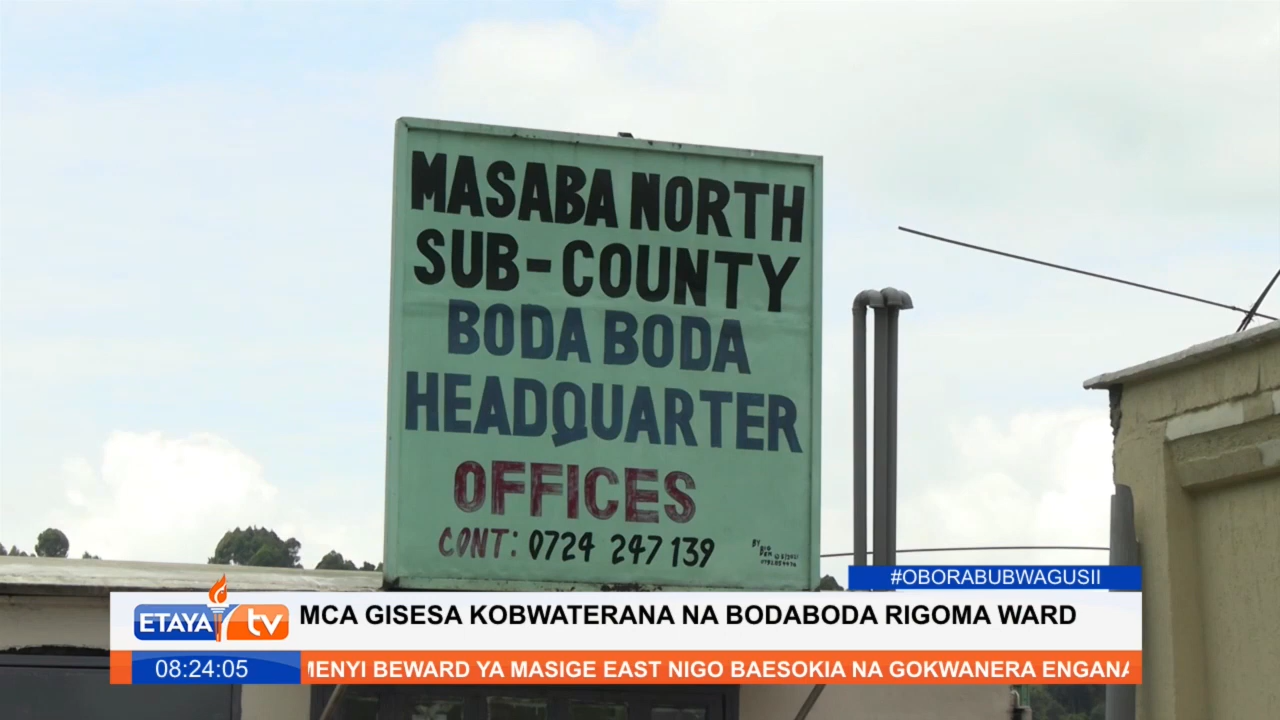 MASABA NORTH
SUB-COUNTY
BODA BODA
HEADQUARTER
OFFICES
CONT: 0724 247 139
BY
#OBORABUBWAGUSII
ETAYA tv
MCA GISESA KOBWATERANA NA BODABODA RIGOMA WARD
08:24:05
MENYI BEWARD YA MASIGE EAST NIGO BAESOKIA NA GOKWANERA ENGANA